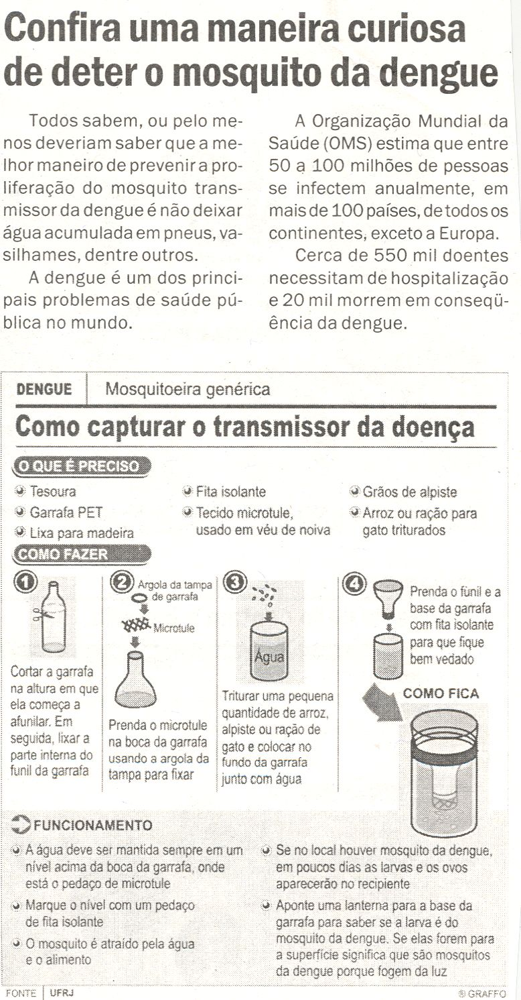 Confira uma maneira curiosa
de deter o mosquito da dengue
Todos sabem, ou pelo me-
nos deveriam saber que a me-
lhor maneiro de prevenir a pro-
liferação do mosquito trans-
missor da dengue é não deixar
água acumulada em pneus, va-
silhames, dentre outros.
A dengue é um dos princi-
pais problemas de saúde pú-
blica no mundo.
A Organização Mundial da
Saúde (OMS) estima que entre
50 a 100 milhões de pessoas
se infectem anualmente, em
mais de 100 países, de todos os
continentes, exceto a Europa.
Cerca de 550 mil doentes
necessitam de hospitalização
e 20 mil morrem em conseqü-
ência da dengue.
DENGUE | Mosquitoeira genérica
Como capturar o transmissor da doença
O QUE É PRECISO
Tesoura
Garrafa PET
Lixa para madeira
Fita isolante
Tecido microtule,
usado em véu de noiva
Grãos de alpiste
Arroz ou ração para
gato triturados
COMO FAZER
1
Cortar a garrafa
na altura em que
ela começa a
afunilar. Em
seguida, lixar a
parte interna do
funil da garrafa
2
Argola da tampa
de garrafa
Microtule
Prenda o microtule
na boca da garrafa
usando a argola da
tampa para fixar
3
Água
Triturar uma pequena
quantidade de arroz,
alpiste ou ração de
gato e colocar no
fundo da garrafa
junto com água
4
Prenda o funil e a
base da garrafa
com fita isolante
para que fique
bem vedado
COMO FICA
FUNCIONAMENTO
A água deve ser mantida sempre em um
nível acima da boca da garrafa, onde
está o pedaço de microtule
Marque o nível com um pedaço
de fita isolante
O mosquito é atraído pela água
e o alimento
Se no local houver mosquito da dengue,
em poucos dias as larvas e os ovos
aparecerão no recipiente
Aponte uma lanterna para a base da
garrafa para saber se a larva é do
mosquito da dengue. Se elas forem para
a superfície significa que são mosquitos
da dengue porque fogem da luz
FONTE | UFRJ
® GRAFFO